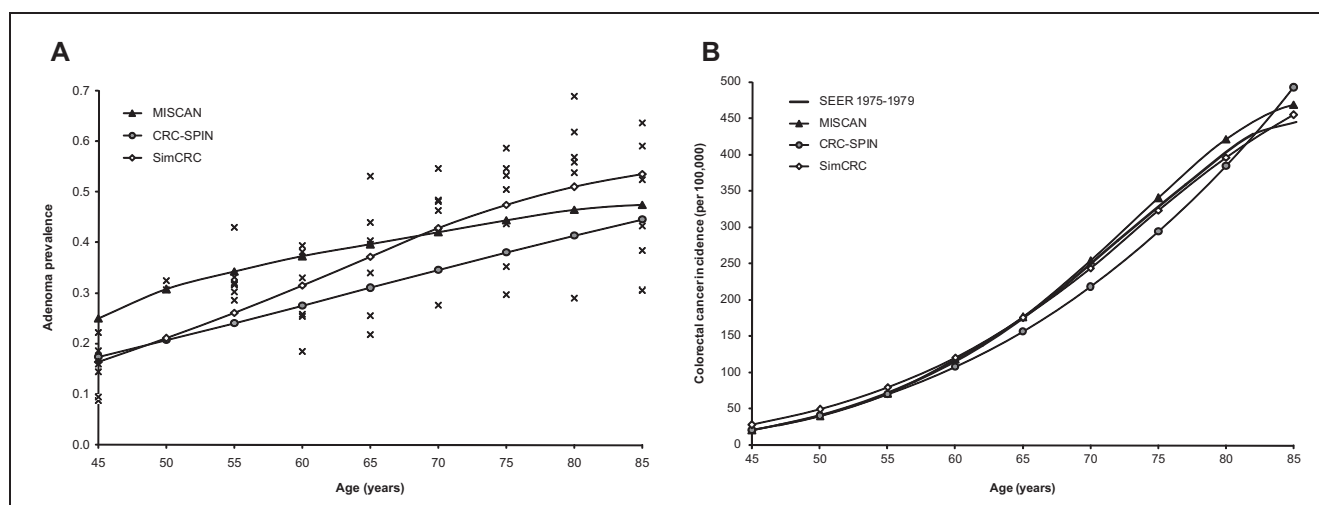 A
Adenoma prevalence
0.7
0.6
0.5
0.4
0.3
0.2
0.1
0.0
MISCAN
CRC-SPIN
SimCRC
45 50 55 60 65 70 75 80 85
Age (years)
B
Colorectal cancer incidence (per 100,000)
500
450
400
350
300
250
200
150
100
50
0
SEER 1975-1979
MISCAN
CRC-SPIN
SimCRC
45 50 55 60 65 70 75 80 85
Age (years)